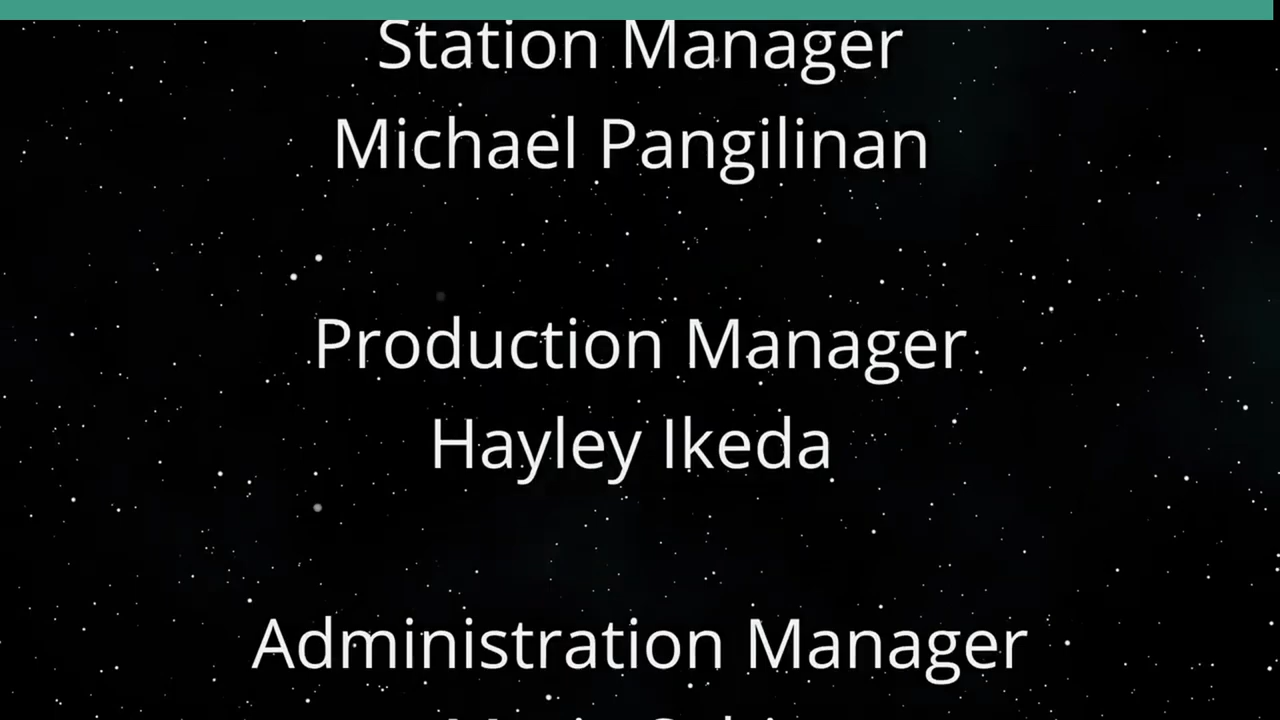 Station Manager
Michael Pangilinan
Production Manager
Hayley Ikeda
Administration Manager